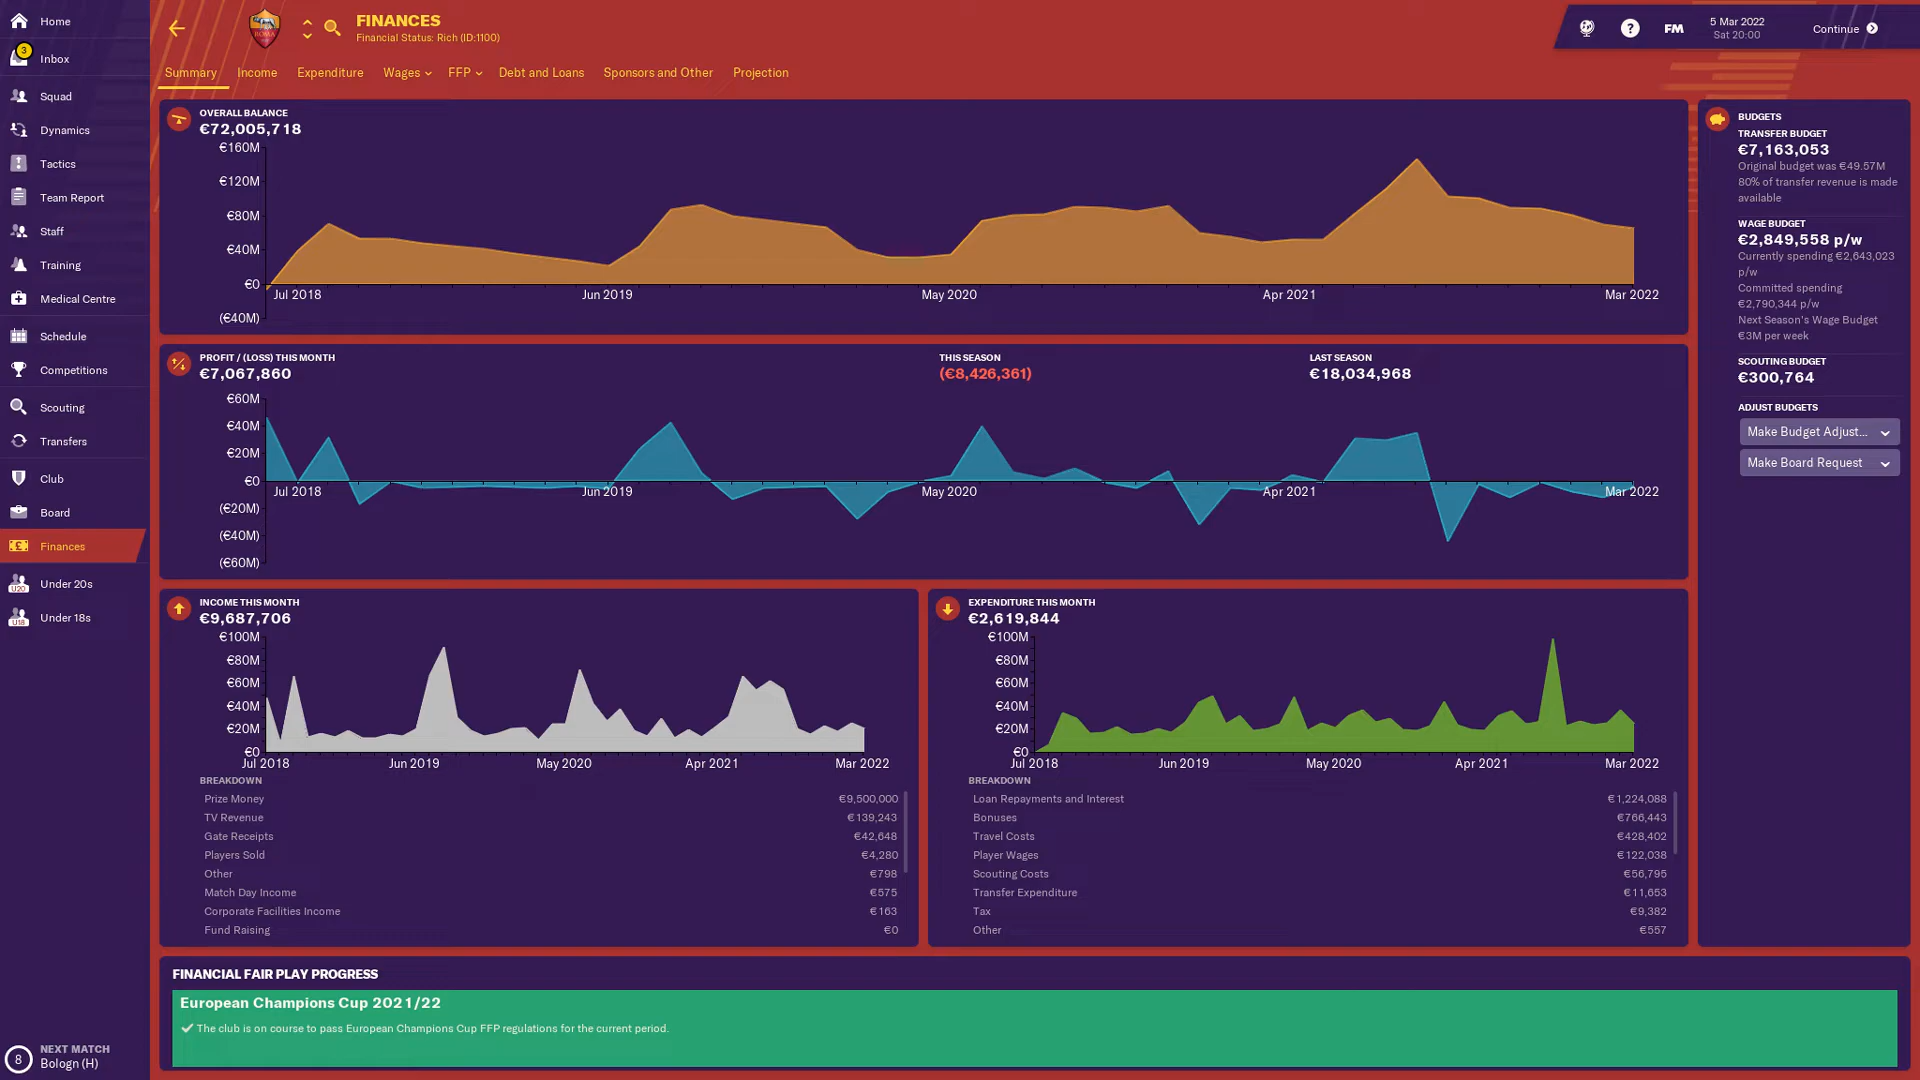 Home
3
Inbox
Squad
Dynamics
Tactics
Team Report
Staff
Training
Medical Centre
Schedule
Competitions
Scouting
Transfers
Club
Board
Finances
U20
Under 20s
U18
Under 18s
8
NEXT MATCH
Bologn (H)
ROMA
FINANCES
Financial Status: Rich (ID:1100)
?
FM
5 Mar 2022
Sat 20:00
Continue
Summary
Income
Expenditure
Wages
FFP
Debt and Loans
Sponsors and Other
Projection
OVERALL BALANCE
€72,005,718
€160M
€120M
€80M
€40M
€0
(€40M)
Jul 2018
Jun 2019
May 2020
Apr 2021
Mar 2022
PROFIT / (LOSS) THIS MONTH
€7,067,860
THIS SEASON
(€8,426,361)
LAST SEASON
€18,034,968
€60M
€40M
€20M
€0
(€20M)
(€40M)
(€60M)
Jul 2018
Jun 2019
May 2020
Apr 2021
Mar 2022
INCOME THIS MONTH
€9,687,706
€100M
€80M
€60M
€40M
€20M
€0
Jul 2018
Jun 2019
May 2020
Apr 2021
Mar 2022
BREAKDOWN
Prize Money €9,500,000
TV Revenue €139,243
Gate Receipts €42,648
Players Sold €4,280
Other €798
Match Day Income €575
Corporate Facilities Income €163
Fund Raising €0
EXPENDITURE THIS MONTH
€2,619,844
€100M
€80M
€60M
€40M
€20M
€0
Jul 2018
Jun 2019
May 2020
Apr 2021
Mar 2022
BREAKDOWN
Loan Repayments and Interest €1,224,088
Bonuses €766,443
Travel Costs €428,402
Player Wages €122,038
Scouting Costs €56,795
Transfer Expenditure €11,653
Tax €9,382
Other €557
BUDGETS
TRANSFER BUDGET
€7,163,053
Original budget was €49.57M
80% of transfer revenue is made
available
WAGE BUDGET
€2,849,558 p/w
Currently spending €2,643,023
p/w
Committed spending
€2,790,344 p/w
Next Season's Wage Budget
€3M per week
SCOUTING BUDGET
€300,764
ADJUST BUDGETS
Make Budget Adjust...
Make Board Request
FINANCIAL FAIR PLAY PROGRESS
European Champions Cup 2021/22
The club is on course to pass European Champions Cup FFP regulations for the current period.